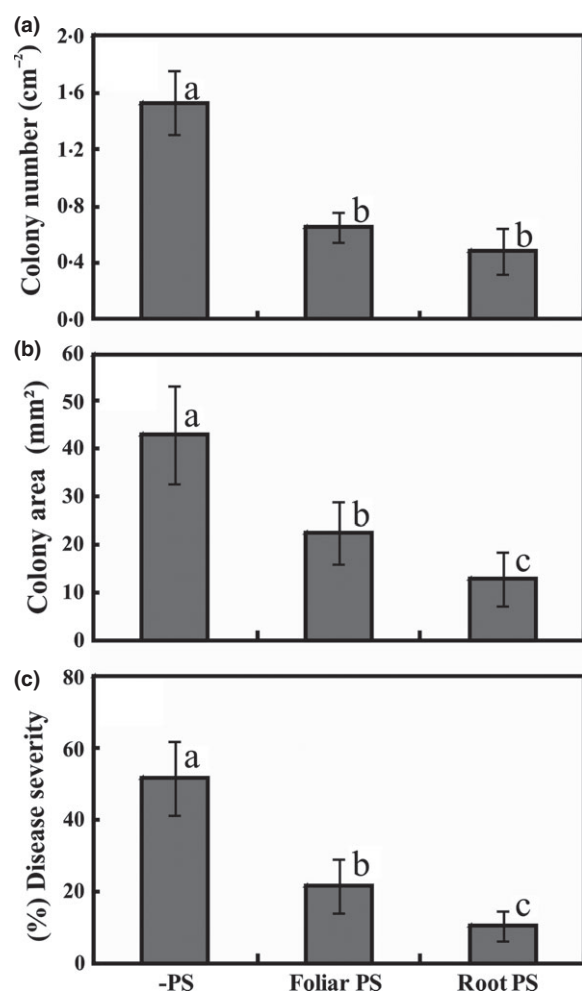 (a)
Colony number (cm⁻²)
2·0
1·6
1·2
0·8
0·4
0·0
a
b
b
(b)
Colony area (mm²)
60
50
40
30
20
10
0
a
b
c
(c)
(%) Disease severity
80
60
40
20
0
a
b
c
-PS
Foliar PS
Root PS